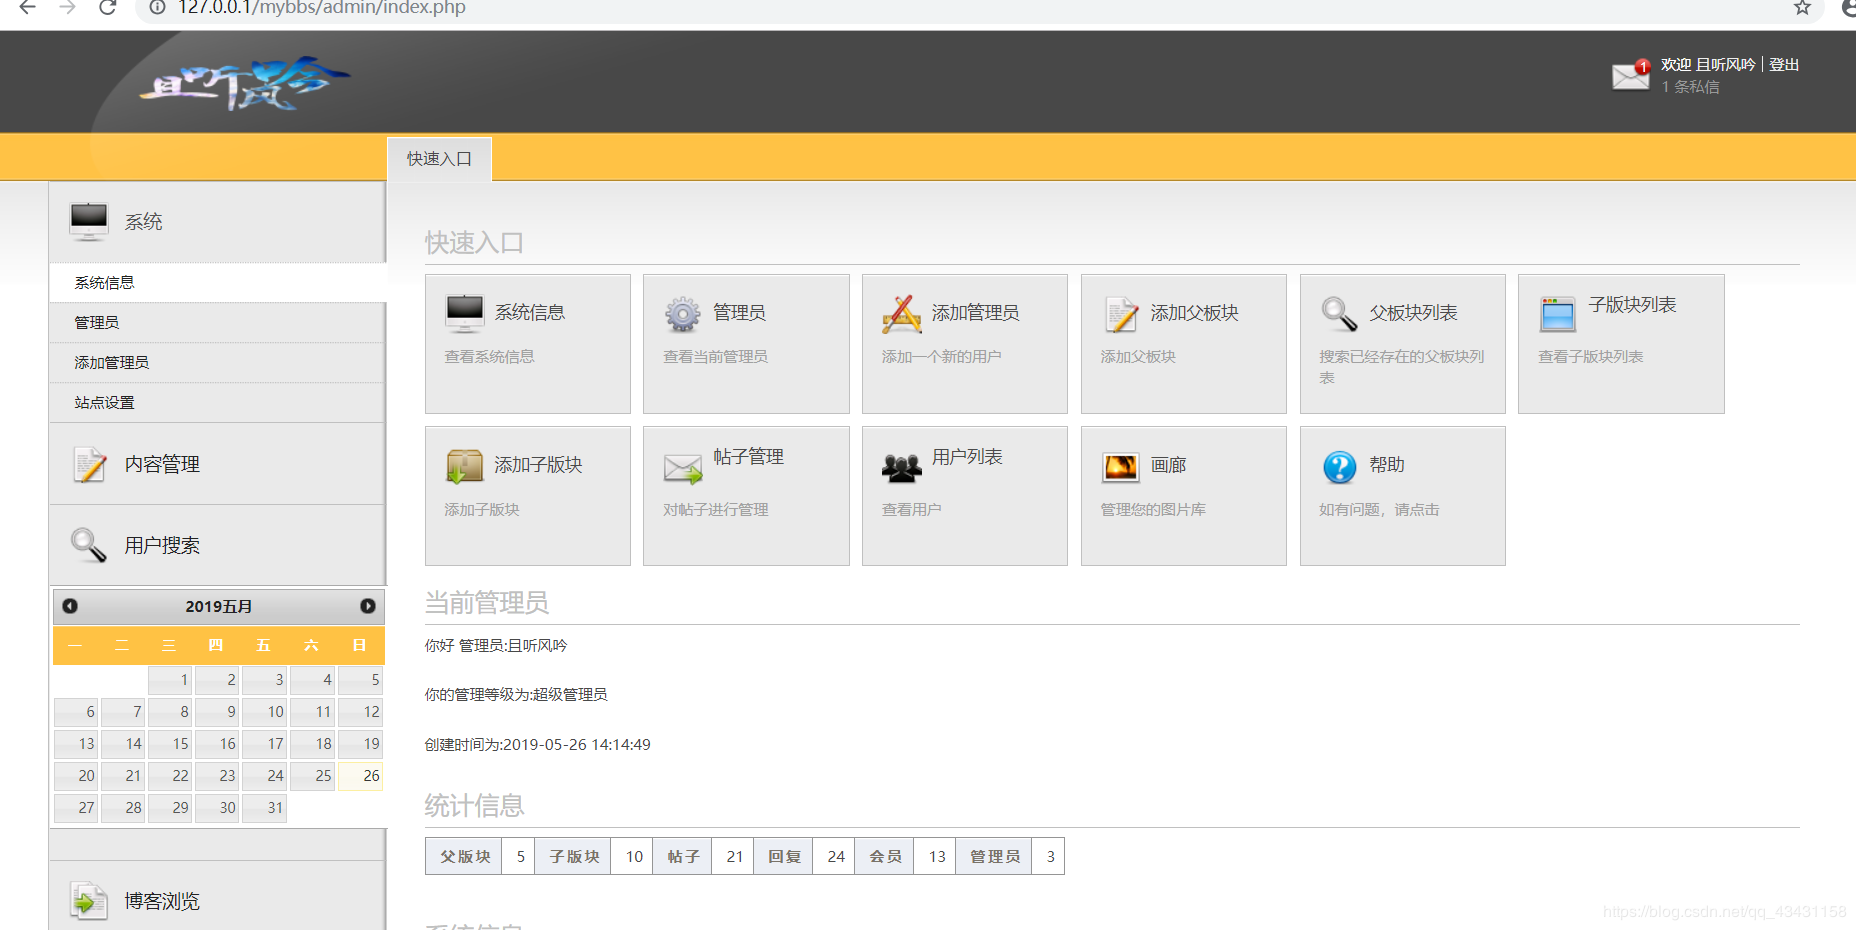 127.0.0.1/mybbs/admin/index.php
且听风吟
1
欢迎 且听风吟 | 登出
1 条私信
快速入口
系统
系统信息
管理员
添加管理员
站点设置
内容管理
用户搜索
2019五月
一 二 三 四 五 六 日
1 2 3 4 5
6 7 8 9 10 11 12
13 14 15 16 17 18 19
20 21 22 23 24 25 26
27 28 29 30 31
博客浏览
快速入口
系统信息
查看系统信息
管理员
查看当前管理员
添加管理员
添加一个新的用户
添加父板块
添加父板块
父板块列表
搜索已经存在的父板块列
表
子版块列表
查看子版块列表
添加子版块
添加子版块
帖子管理
对帖子进行管理
用户列表
查看用户
画廊
管理您的图片库
帮助
如有问题，请点击
当前管理员
你好 管理员:且听风吟
你的管理等级为:超级管理员
创建时间为:2019-05-26 14:14:49
统计信息
父版块 5 子版块 10 帖子 21 回复 24 会员 13 管理员 3
系统信息
https://blog.csdn.net/qq_43431158